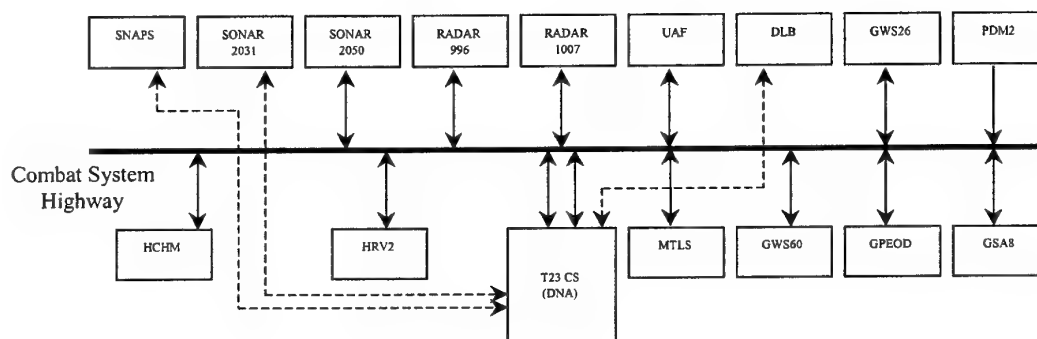 SNAPS
SONAR
2031
SONAR
2050
RADAR
996
RADAR
1007
UAF
DLB
GWS26
PDM2
Combat System
Highway
HCHM
HRV2
T23 CS
(DNA)
MTLS
GWS60
GPEOD
GSA8